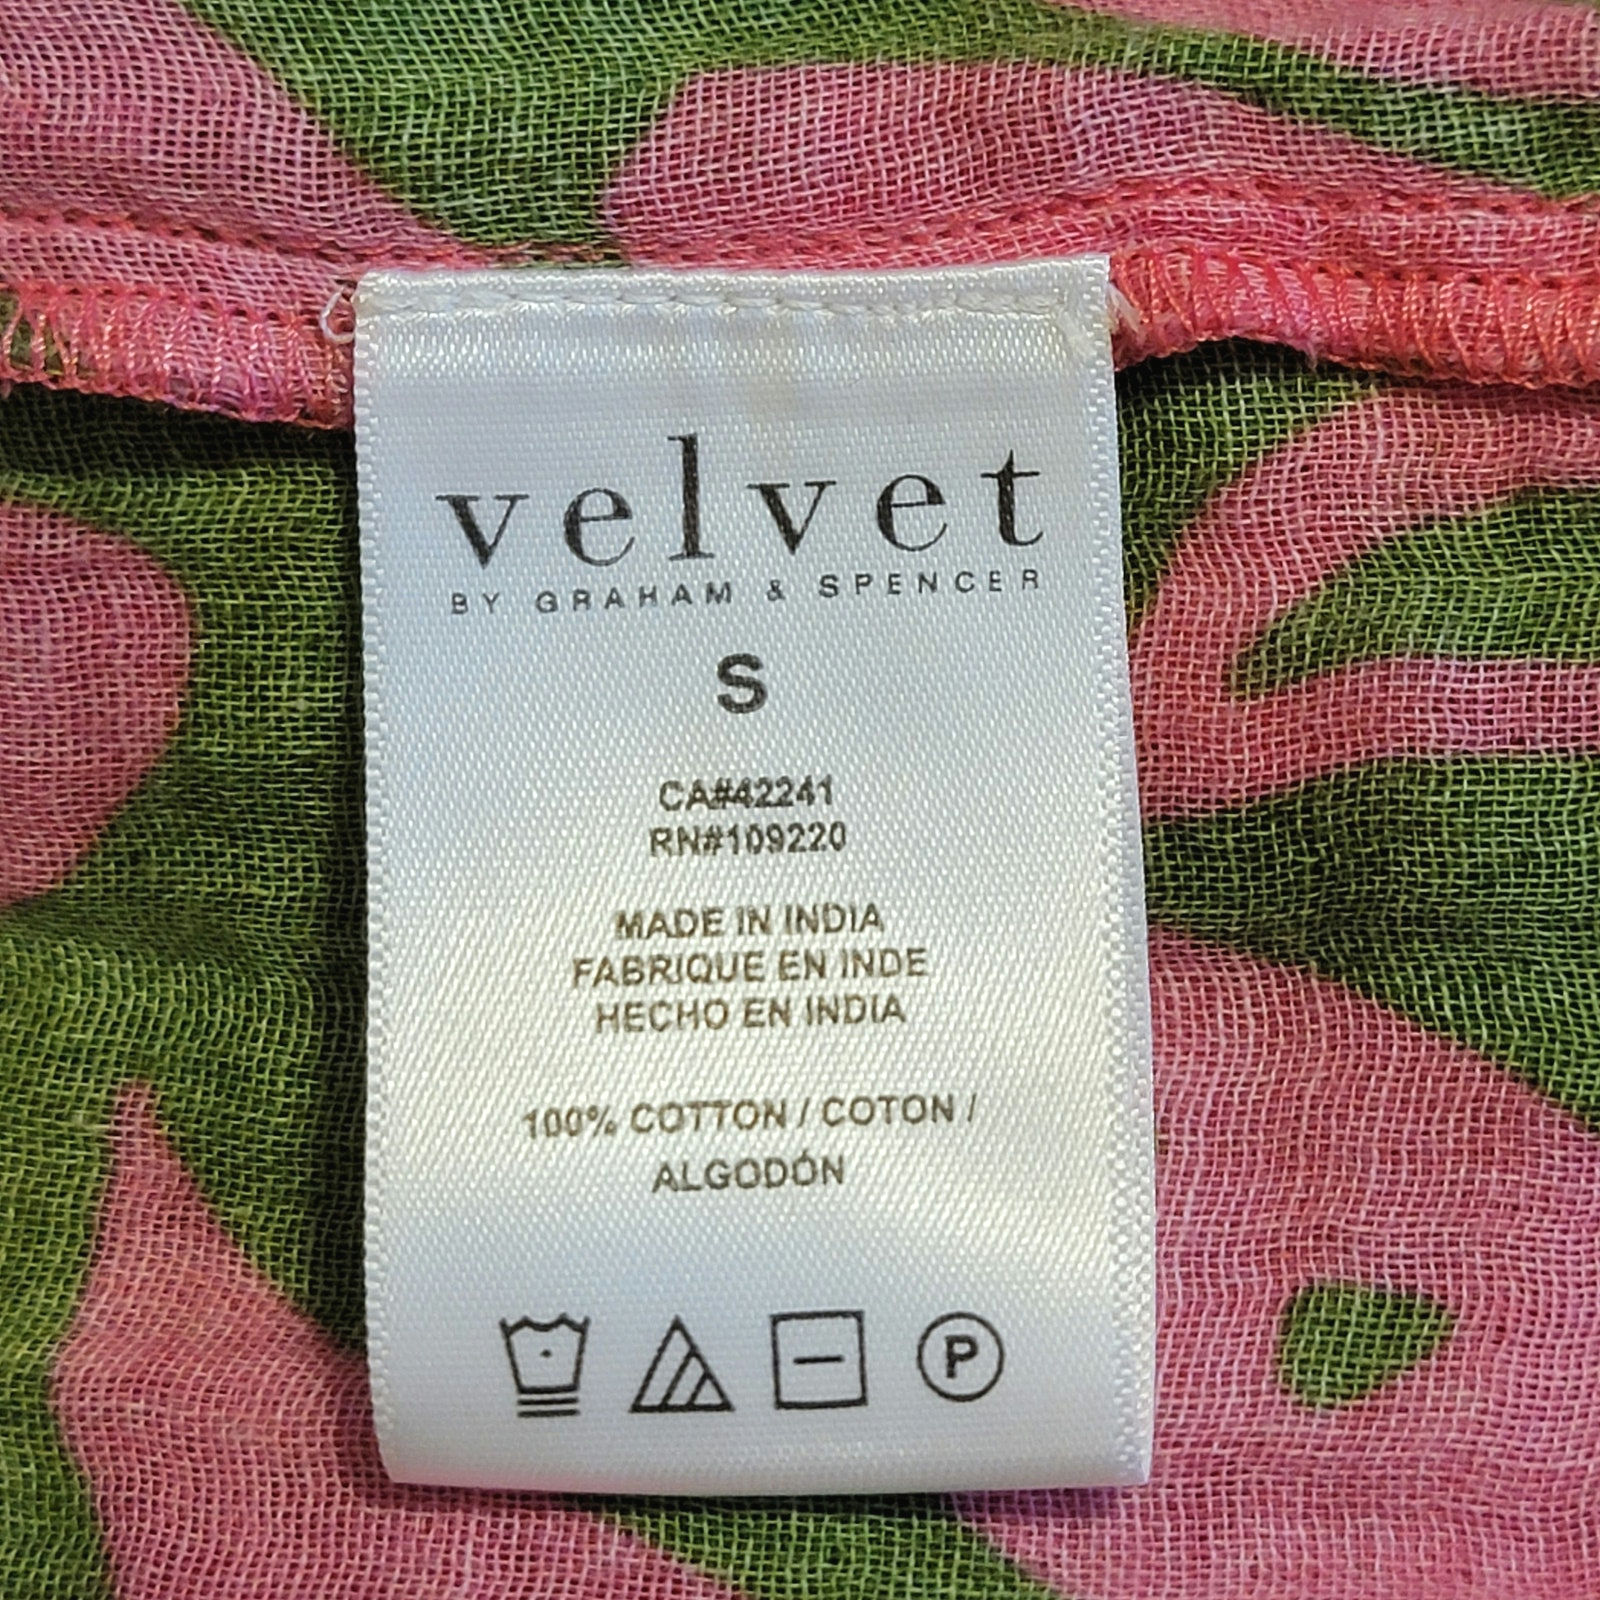 velvet
BY GRAHAM & SPENCER
S
CA#42241
RN#109220
MADE IN INDIA
FABRIQUE EN INDE
HECHO EN INDIA
100% COTTON / COTON /
ALGODÓN
P